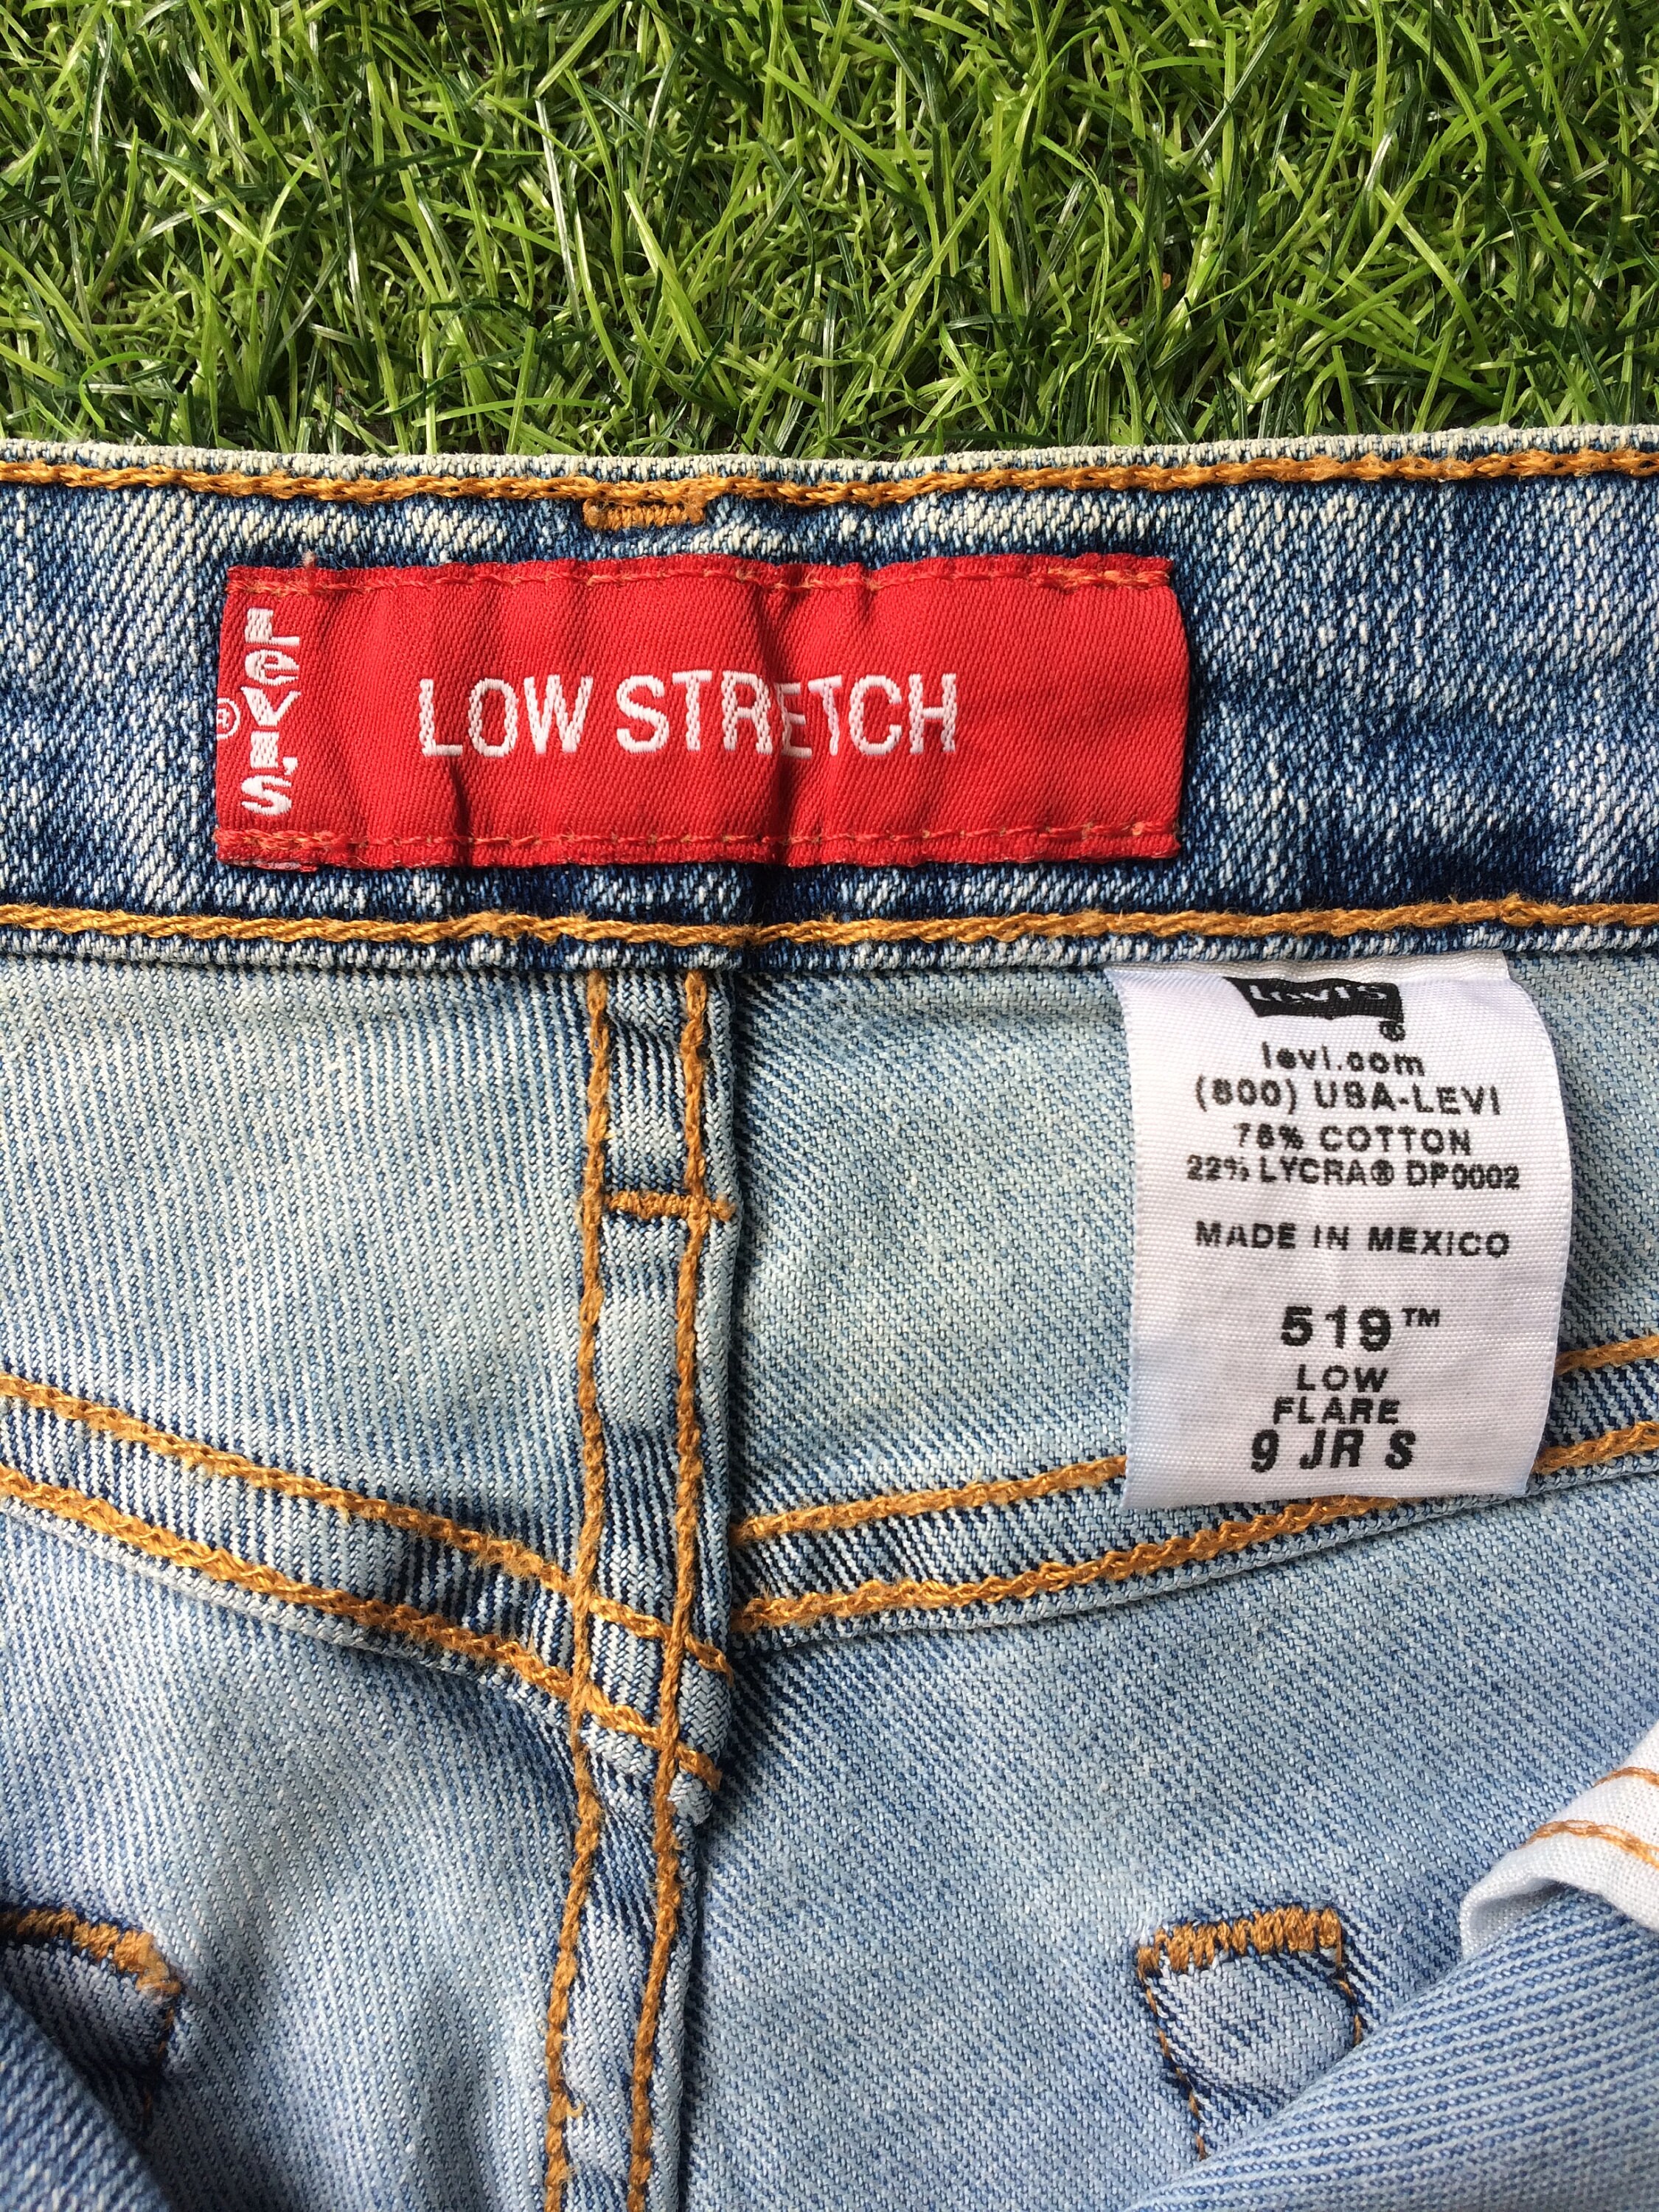 LEVI'S
®
LOW STRETCH
Levi's
®
levi.com
(800) USA-LEVI
78% COTTON
22% LYCRA® DP0002
MADE IN MEXICO
519™
LOW
FLARE
9 JR S